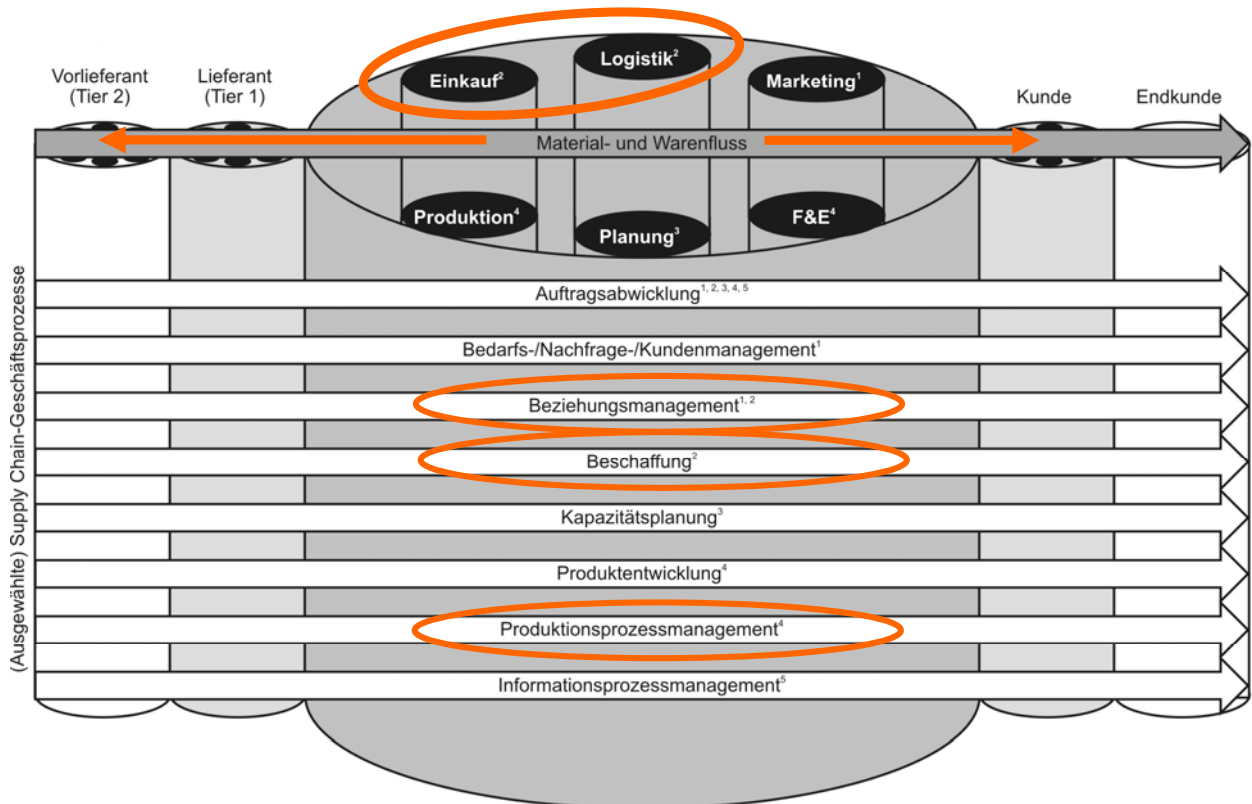 Vorlieferant
(Tier 2)
Lieferant
(Tier 1)
Einkauf²
Logistik²
Marketing¹
Kunde
Endkunde
Material- und Warenfluss
Produktion⁴
Planung³
F&E⁴
(Ausgewählte) Supply Chain-Geschäftsprozesse
Auftragsabwicklung¹, ², ³, ⁴, ⁵
Bedarfs-/Nachfrage-/Kundenmanagement¹
Beziehungsmanagement¹, ²
Beschaffung²
Kapazitätsplanung³
Produktentwicklung⁴
Produktionsprozessmanagement⁴
Informationsprozessmanagement⁵